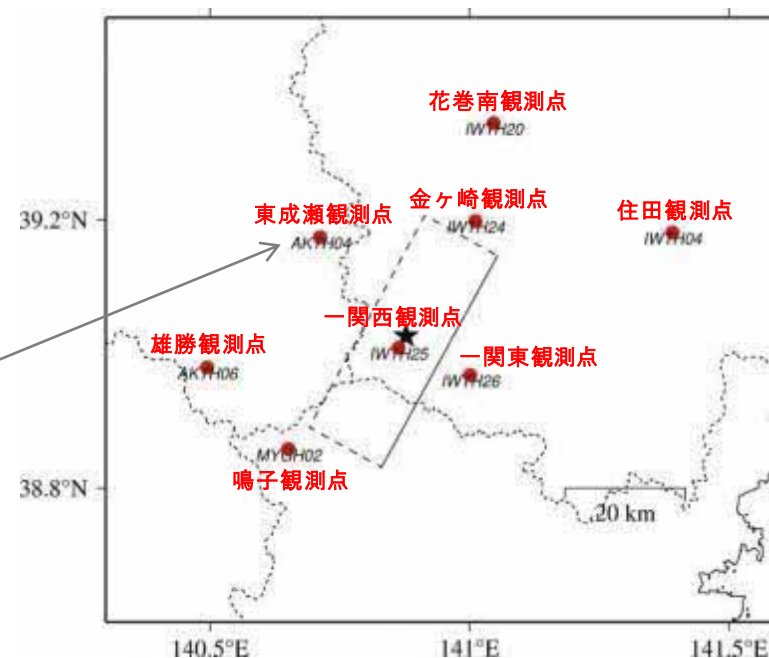 花巻南観測点
IWTH20
39.2°N
東成瀬観測点
AKTH04
金ヶ崎観測点
IWTH24
住田観測点
IWTH04
一関西観測点
IWTH25
雄勝観測点
AKTH06
一関東観測点
IWTH26
MYGH02
鳴子観測点
38.8°N
20 km
140.5°E
141°E
141.5°E